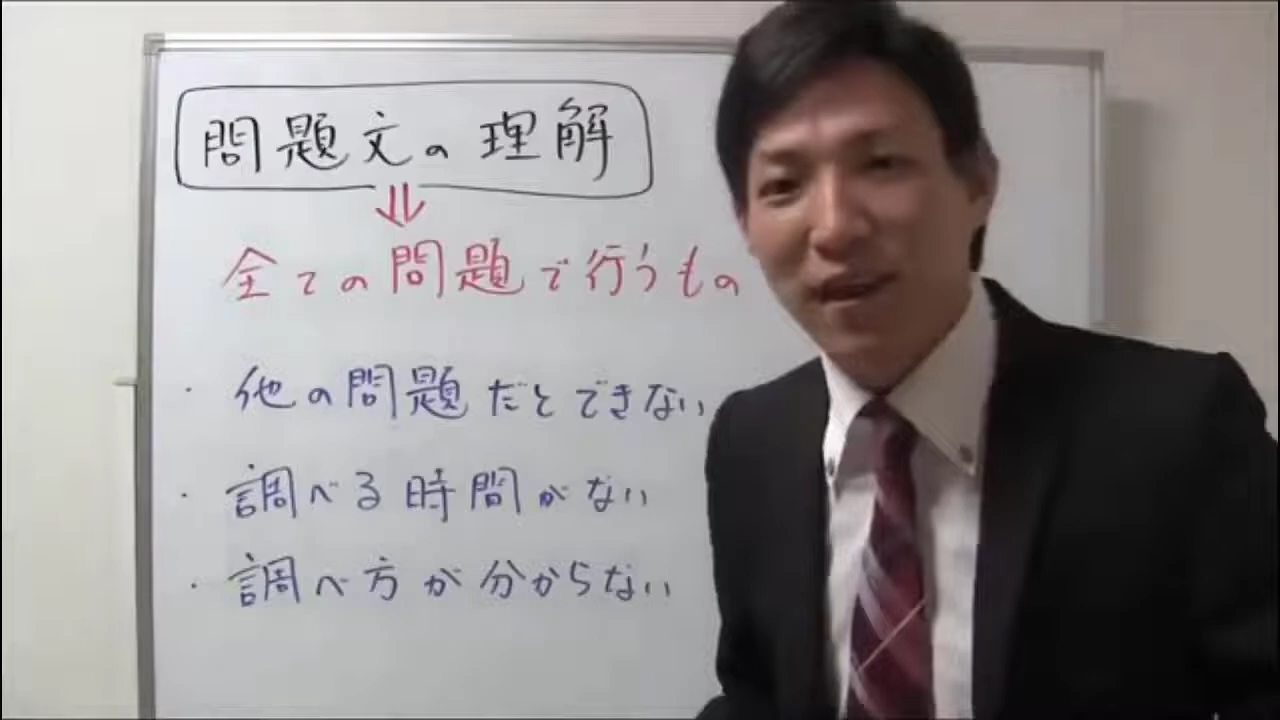 問題文の理解
⇓
全ての問題で行うもの
・他の問題だとできない
・調べる時間がない
・調べ方が分からない